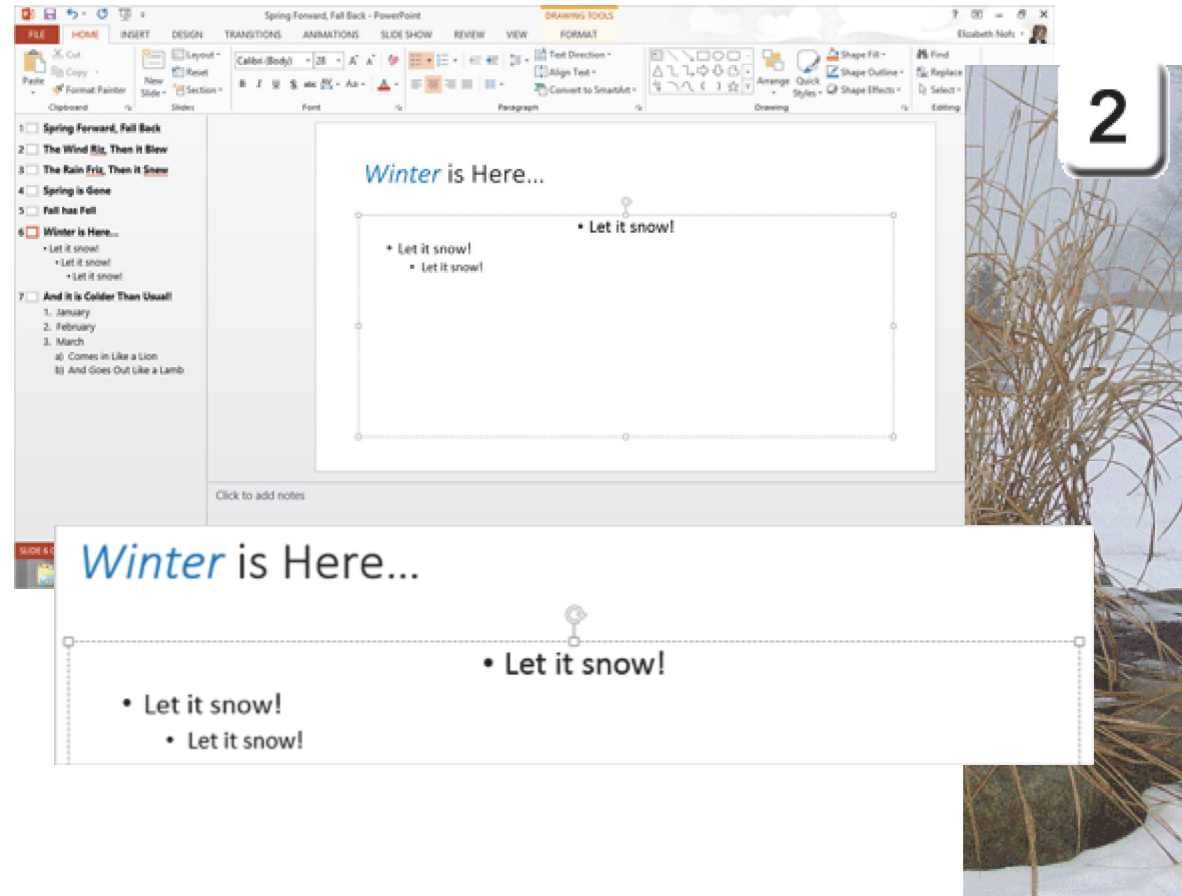 Spring Forward, Fall Back - PowerPoint
DRAWING TOOLS
?
FILE HOME INSERT DESIGN TRANSITIONS ANIMATIONS SLIDE SHOW REVIEW VIEW FORMAT
Elizabeth Nofs
Paste
Cut
Copy
Format Painter
Clipboard
New Slide
Layout
Reset
Section
Slides
Calibri (Body) 28
B I U S abc AV Aa A
Font
Paragraph
Text Direction
Align Text
Convert to SmartArt
Arrange
Quick Styles
Shape Fill
Shape Outline
Shape Effects
Drawing
Find
Replace
Select
Editing
2
1 Spring Forward, Fall Back
2 The Wind Riz, Then it Blew
3 The Rain Friz, Then it Snew
4 Spring is Gone
5 Fall has Fell
6 Winter is Here...
• Let it snow!
• Let it snow!
• Let it snow!
7 And it is Colder Than Usual!
1. January
2. February
3. March
a) Comes in Like a Lion
b) And Goes Out Like a Lamb
Winter is Here...
• Let it snow!
• Let it snow!
• Let it snow!
Click to add notes
SLIDE 6
Winter is Here...
• Let it snow!
• Let it snow!
• Let it snow!